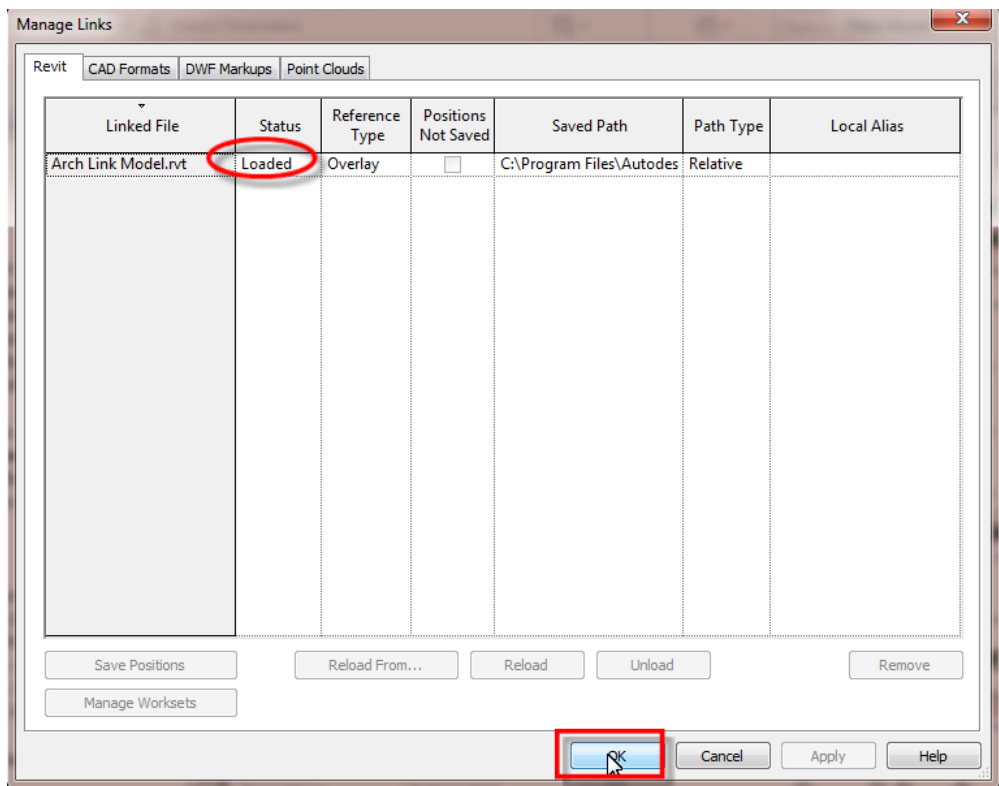 Manage Links
Revit CAD Formats DWF Markups Point Clouds
Linked File Status Reference Type Positions Not Saved Saved Path Path Type Local Alias
Arch Link Model.rvt Loaded Overlay C:\Program Files\Autodes Relative
Save Positions Reload From... Reload Unload Remove
Manage Worksets
OK Cancel Apply Help